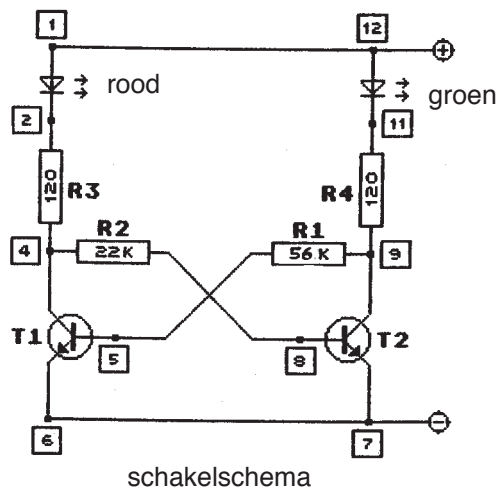 1
12
+
rood
groen
2
11
120
R3
R4
120
4
R2
22K
R1
56K
9
T1
5
8
T2
6
7
−
schakelschema